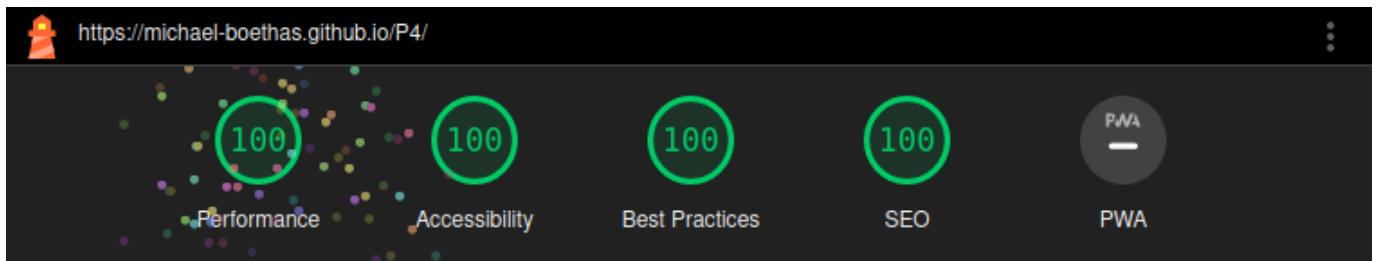 https://michael-boethas.github.io/P4/
100 100 100 100 PWA
Performance Accessibility Best Practices SEO PWA